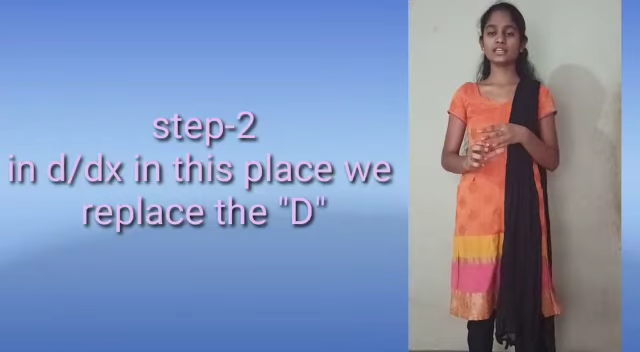 step-2
in d/dx in this place we
replace the "D"